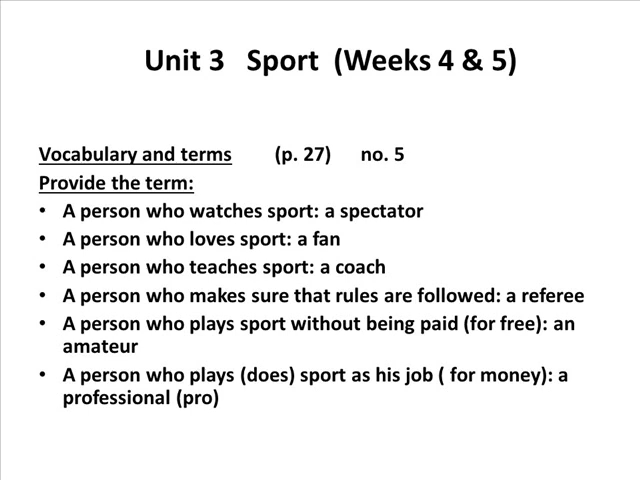 Unit 3 Sport (Weeks 4 & 5)
Vocabulary and terms (p. 27) no. 5
Provide the term:
• A person who watches sport: a spectator
• A person who loves sport: a fan
• A person who teaches sport: a coach
• A person who makes sure that rules are followed: a referee
• A person who plays sport without being paid (for free): an
amateur
• A person who plays (does) sport as his job ( for money): a
professional (pro)